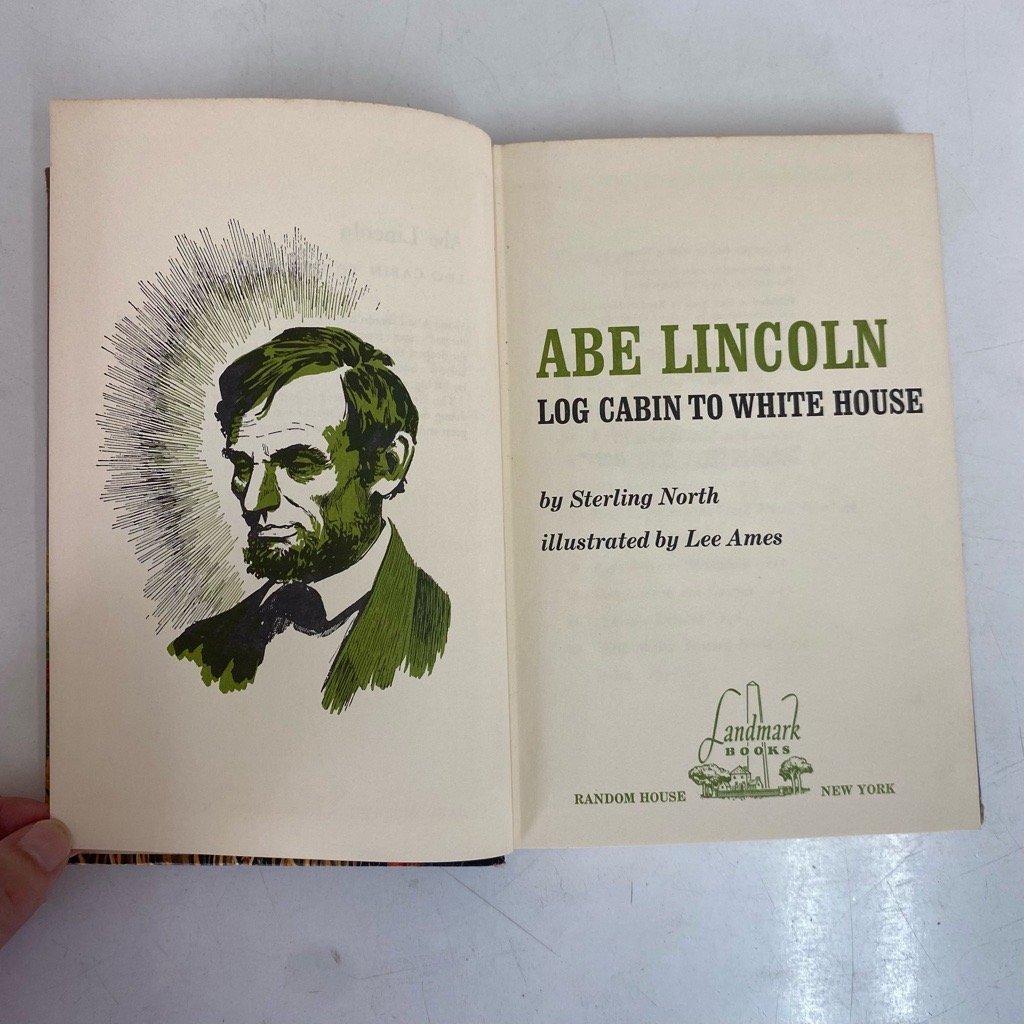 ABE LINCOLN
LOG CABIN TO WHITE HOUSE
by Sterling North
illustrated by Lee Ames
Landmark
BOOKS
RANDOM HOUSE NEW YORK